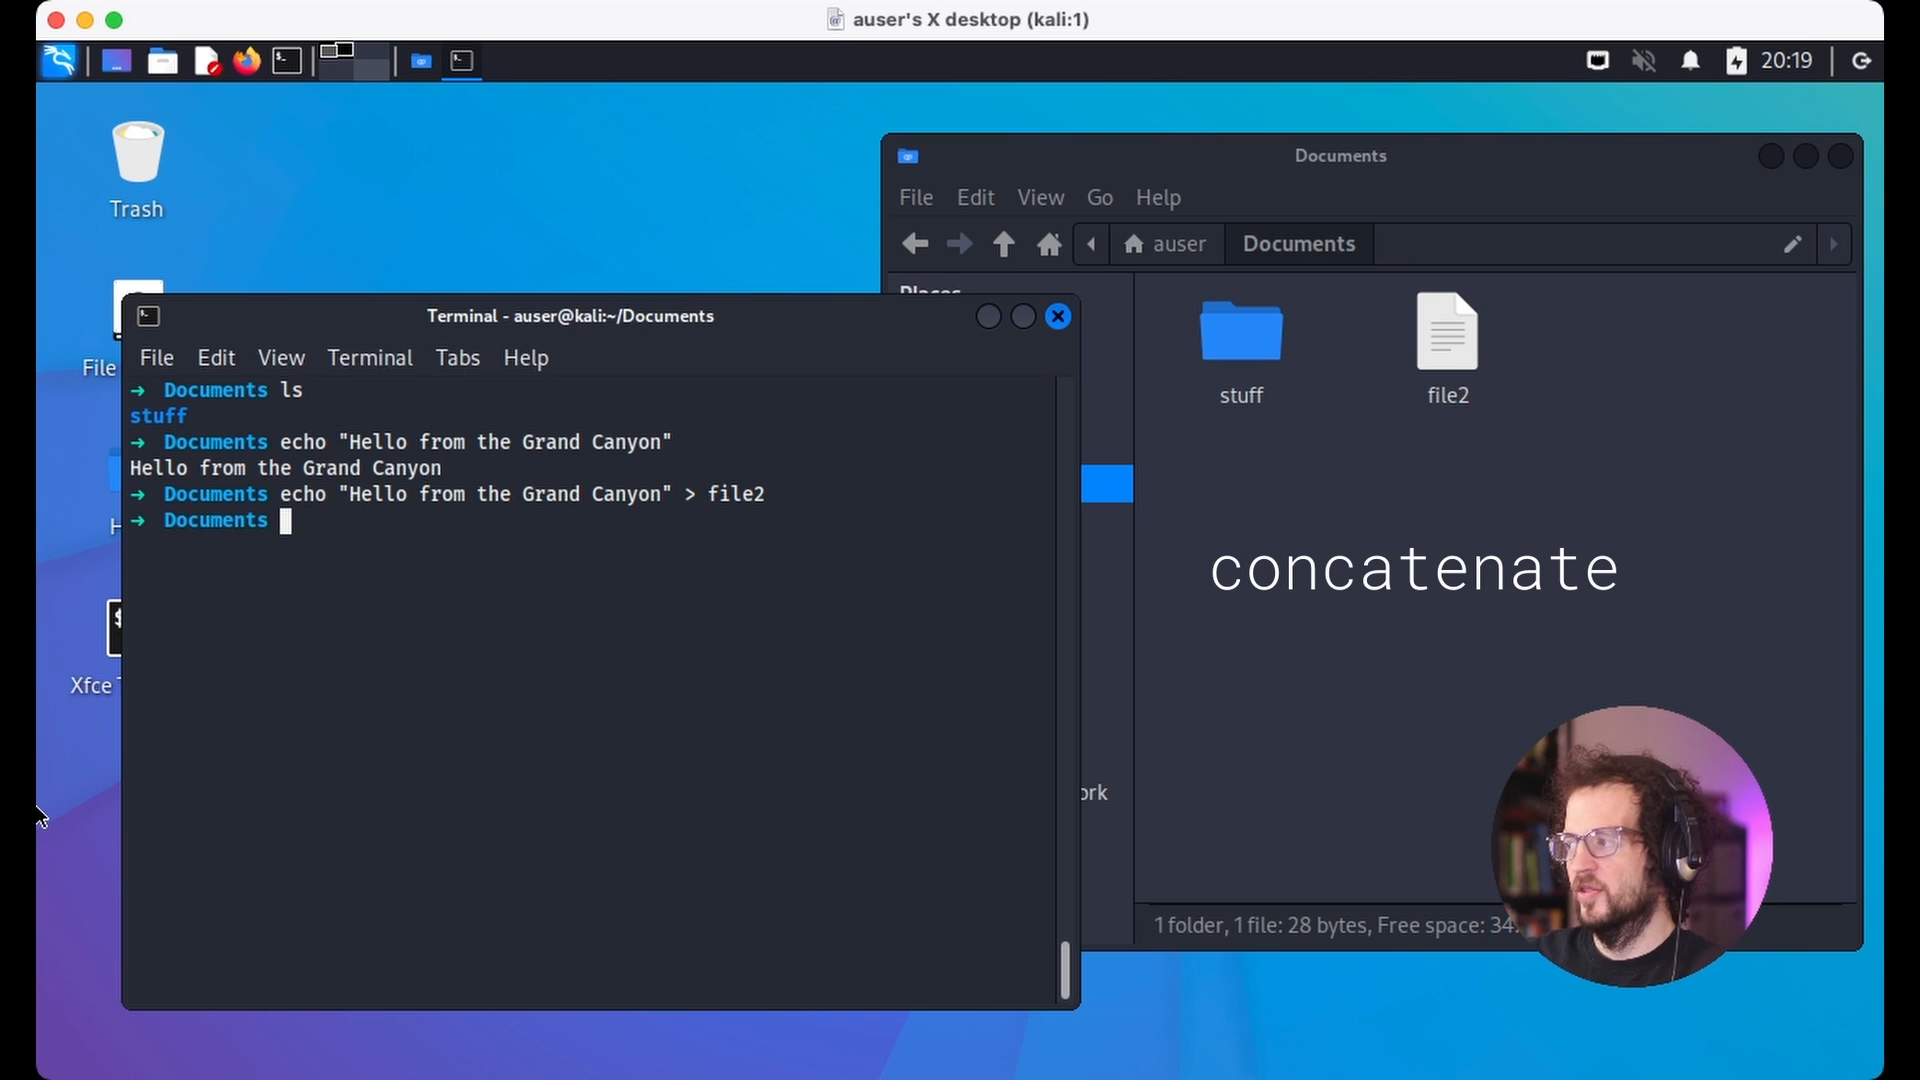 auser's X desktop (kali:1)
20:19
Trash
File
Xfce
Documents
File Edit View Go Help
auser Documents
stuff file2
Terminal - auser@kali:~/Documents
File Edit View Terminal Tabs Help
→ Documents ls
stuff
→ Documents echo "Hello from the Grand Canyon"
Hello from the Grand Canyon
→ Documents echo "Hello from the Grand Canyon" > file2
→ Documents
concatenate
1 folder, 1 file: 28 bytes, Free space: 34